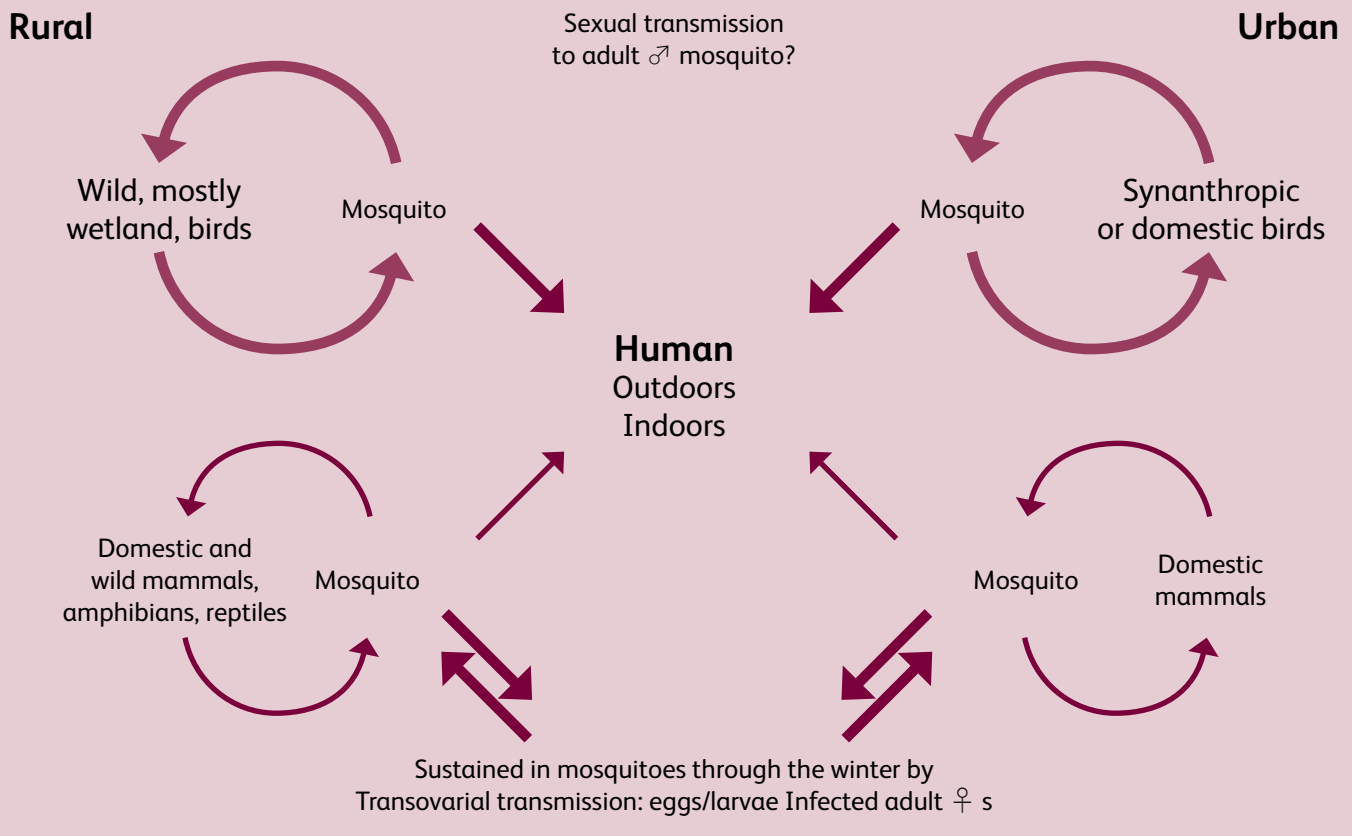 Rural
Sexual transmission
to adult ♂ mosquito?
Urban
Wild, mostly
wetland, birds
Mosquito
Mosquito
Synanthropic
or domestic birds
Human
Outdoors
Indoors
Domestic and
wild mammals,
amphibians, reptiles
Mosquito
Mosquito
Domestic
mammals
Sustained in mosquitoes through the winter by
Transovarial transmission: eggs/larvae Infected adult ♀ s